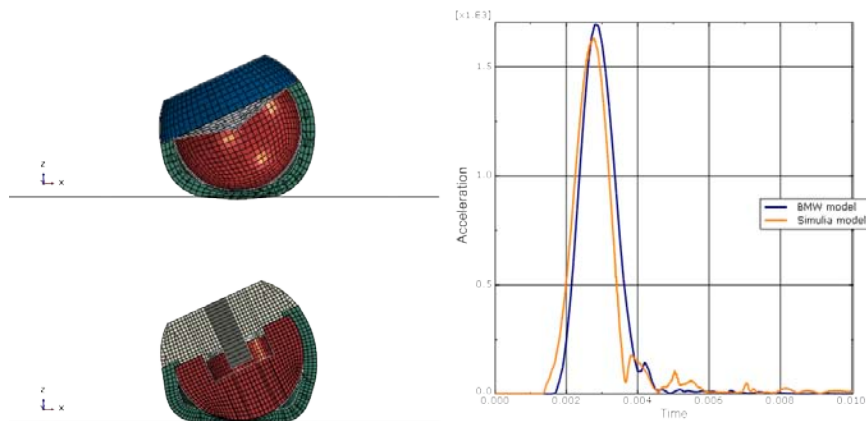 z
x
z
x
[x1.E3]
1.5
1.0
0.5
0.0
Acceleration
BMW model
Simulia model
0.000
0.002
0.004
0.006
0.008
0.010
Time